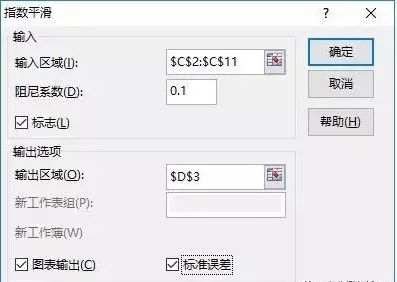 指数平滑
输入
输入区域(I): $C$2:$C$11
阻尼系数(D): 0.1
标志(L)
确定
取消
帮助(H)
输出选项
输出区域(O): $D$3
新工作表组(P):
新工作薄(W)
图表输出(C) 标准误差